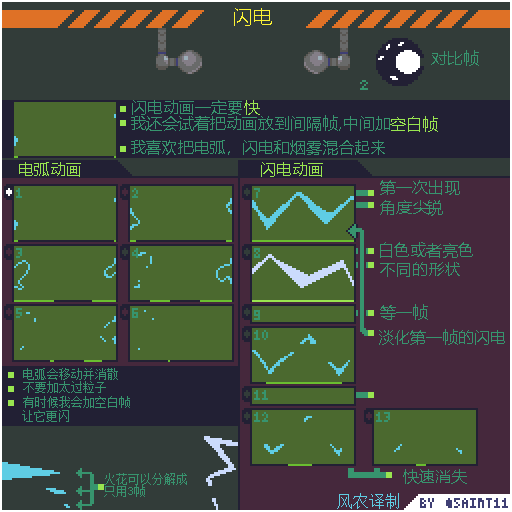 闪电
对比帧
2
闪电动画一定要快
我还会试着把动画放到间隔帧,中间加空白帧
我喜欢把电弧，闪电和烟雾混合起来
电弧动画
1
2
3
4
5
6
电弧会移动并消散
不要加太过粒子
有时候我会加空白帧
让它更闪
火花可以分解成
只用3帧
闪电动画
7
第一次出现
角度尖锐
8
白色或者亮色
不同的形状
9
等一帧
10
淡化第一帧的闪电
11
12
13
快速消失
风农译制
BY @SAINT11